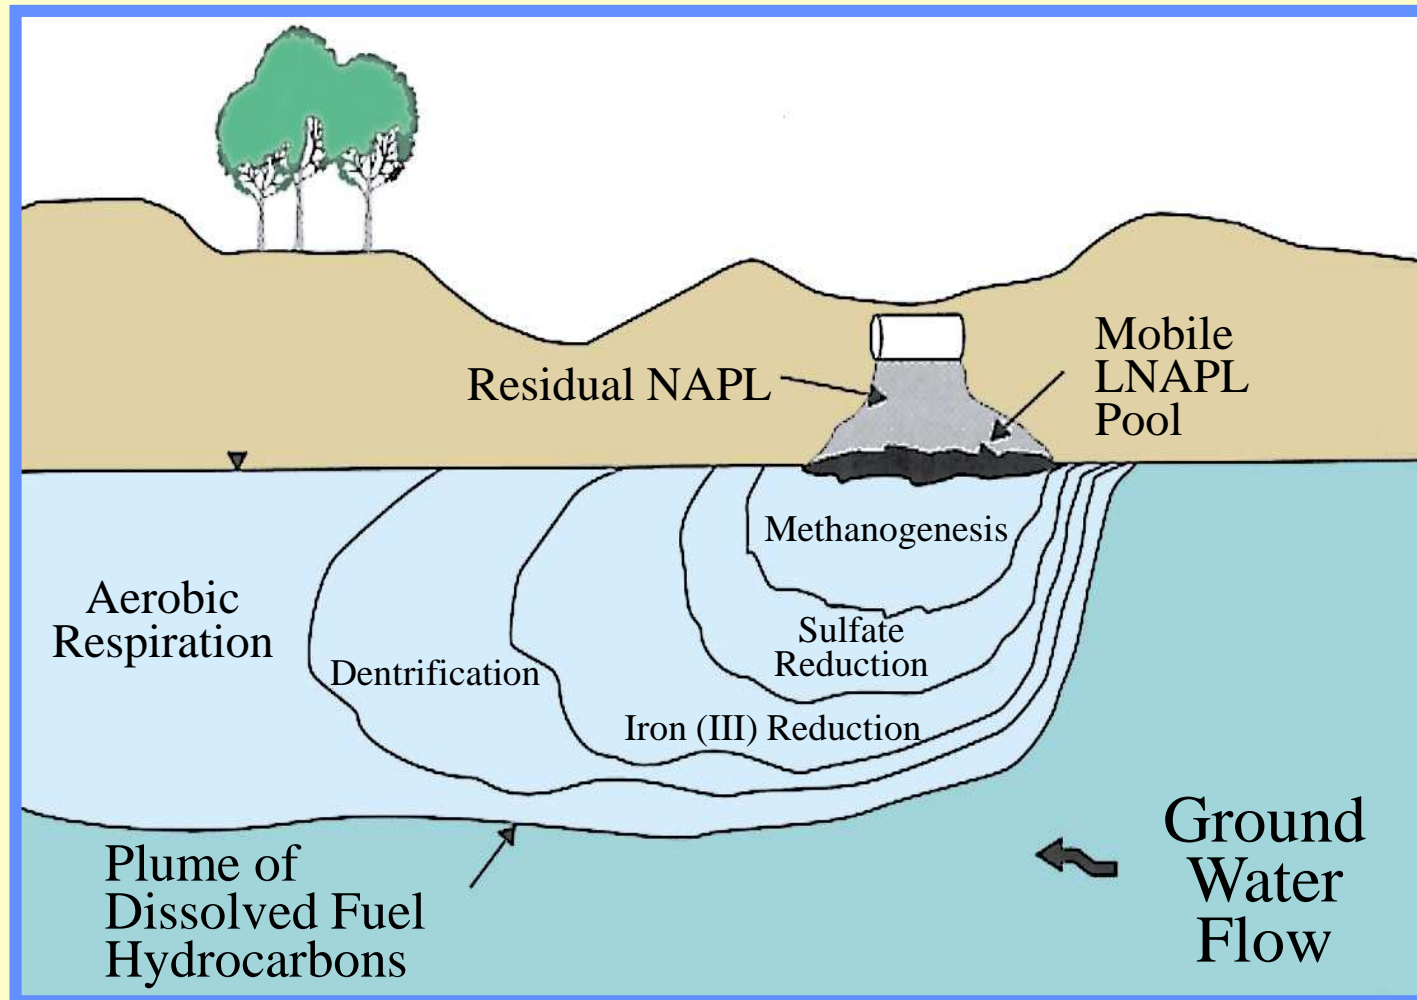 Residual NAPL
Mobile
LNAPL
Pool
Methanogenesis
Aerobic
Respiration
Sulfate
Reduction
Dentrification
Iron (III) Reduction
Plume of
Dissolved Fuel
Hydrocarbons
Ground
Water
Flow